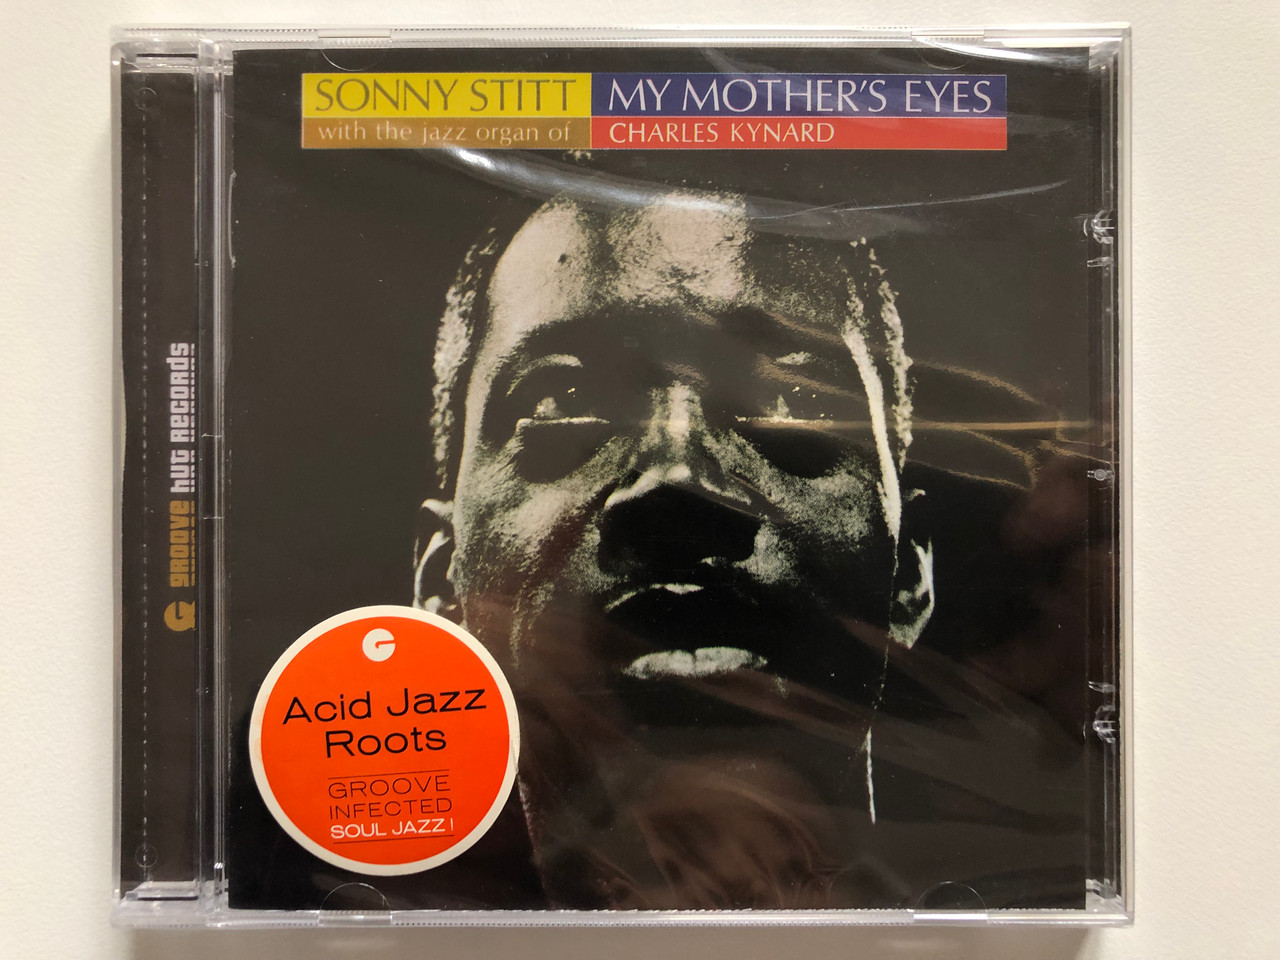 SONNY STITT MY MOTHER'S EYES
with the jazz organ of CHARLES KYNARD
groove hut records
Acid Jazz
Roots
GROOVE
INFECTED
SOUL JAZZ!